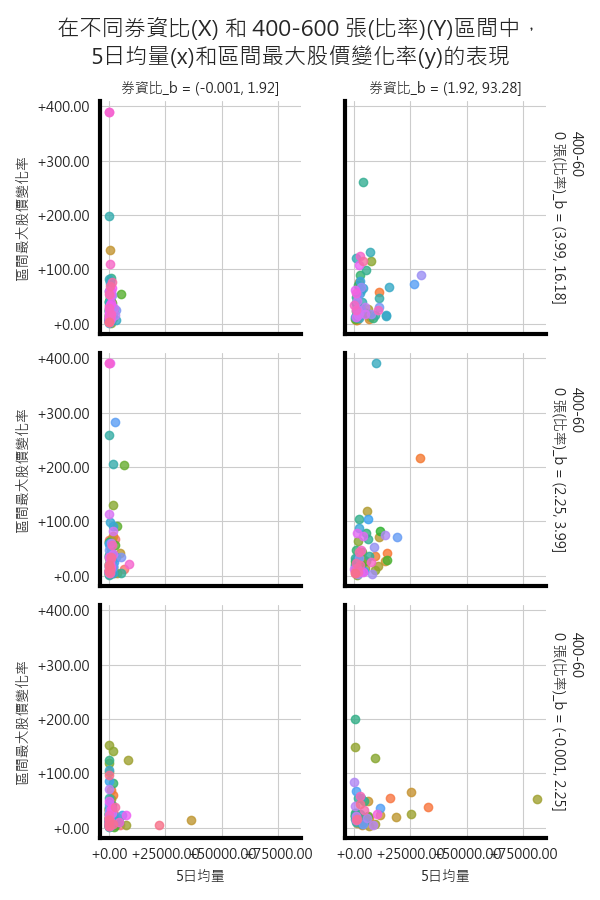 在不同券資比(X) 和 400-600 張(比率)(Y)區間中，
5日均量(x)和區間最大股價變化率(y)的表現
券資比_b = (-0.001, 1.92]
券資比_b = (1.92, 93.28]
+400.00
+300.00
+200.00
+100.00
+0.00
區間最大股價變化率
400-60
0 張(比率)_b = (3.99, 16.18]
+400.00
+300.00
+200.00
+100.00
+0.00
區間最大股價變化率
400-60
0 張(比率)_b = (2.25, 3.99]
+400.00
+300.00
+200.00
+100.00
+0.00
區間最大股價變化率
400-60
0 張(比率)_b = (-0.001, 2.25]
+0.00 +25000.00 +50000.00 +75000.00
+0.00 +25000.00 +50000.00 +75000.00
5日均量
5日均量